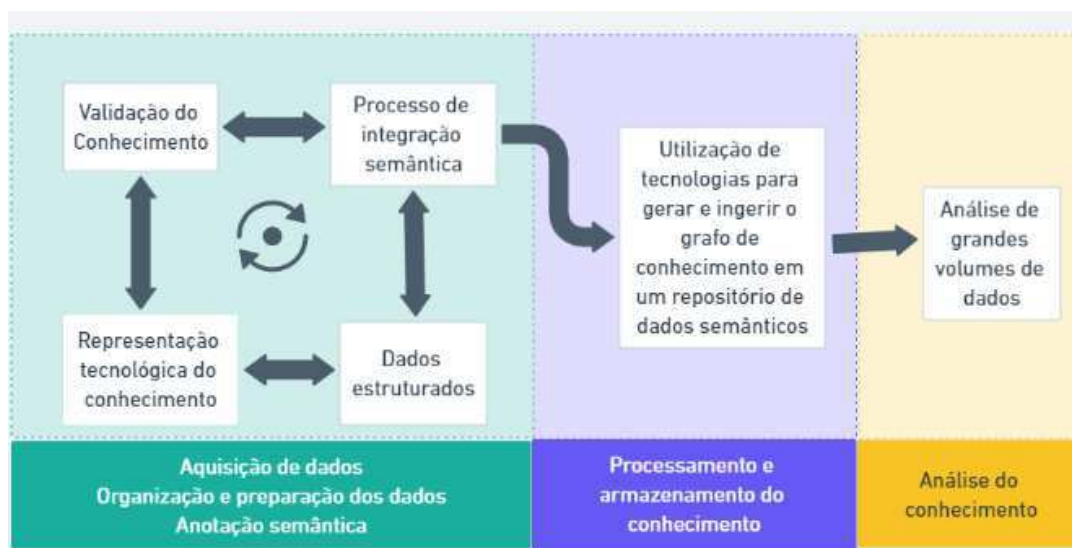 Validação do
Conhecimento
Processo de
integração
semântica
Representação
tecnológica do
conhecimento
Dados
estruturados
Utilização de
tecnologias para
gerar e ingerir o
grafo de
conhecimento em
um repositório de
dados semânticos
Análise de
grandes
volumes de
dados
Aquisição de dados
Organização e preparação dos dados
Anotação semântica
Processamento e
armazenamento do
conhecimento
Análise do
conhecimento